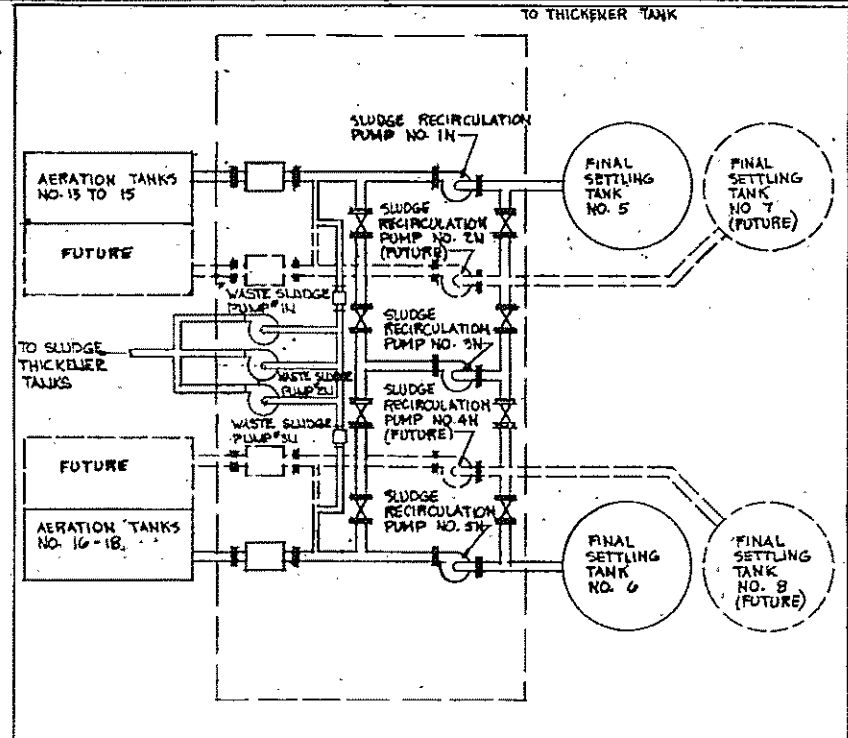 TO THICKENER TANK
SLUDGE RECIRCULATION
PUMP NO. 1N
AERATION TANKS
NO. 13 TO 15
FUTURE
FINAL
SETTLING
TANK
NO. 5
FINAL
SETTLING
TANK
NO 7
(FUTURE)
SLUDGE
RECIRCULATION
PUMP NO. 2N
(FUTURE)
WASTE SLUDGE
PUMP #1N
TO SLUDGE
THICKENER
TANKS
WASTE SLUDGE
PUMP #2N
WASTE SLUDGE
PUMP #3N
SLUDGE
RECIRCULATION
PUMP NO. 3N
SLUDGE
RECIRCULATION
PUMP NO. 4N
(FUTURE)
FUTURE
AERATION TANKS
NO. 16-18
SLUDGE
RECIRCULATION
PUMP NO. 5N
FINAL
SETTLING
TANK
NO. 6
FINAL
SETTLING
TANK
NO. 8
(FUTURE)